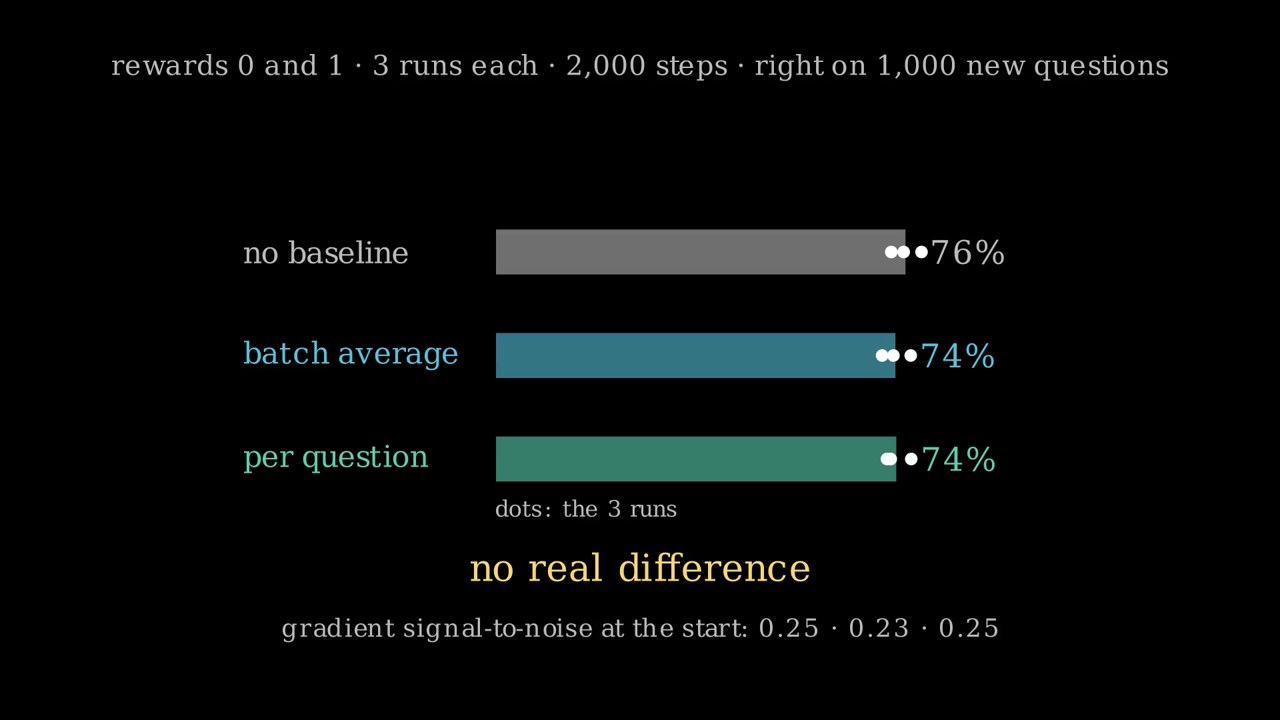 rewards 0 and 1 · 3 runs each · 2,000 steps · right on 1,000 new questions
no baseline 76%
batch average 74%
per question 74%
dots: the 3 runs
no real difference
gradient signal-to-noise at the start: 0.25 · 0.23 · 0.25